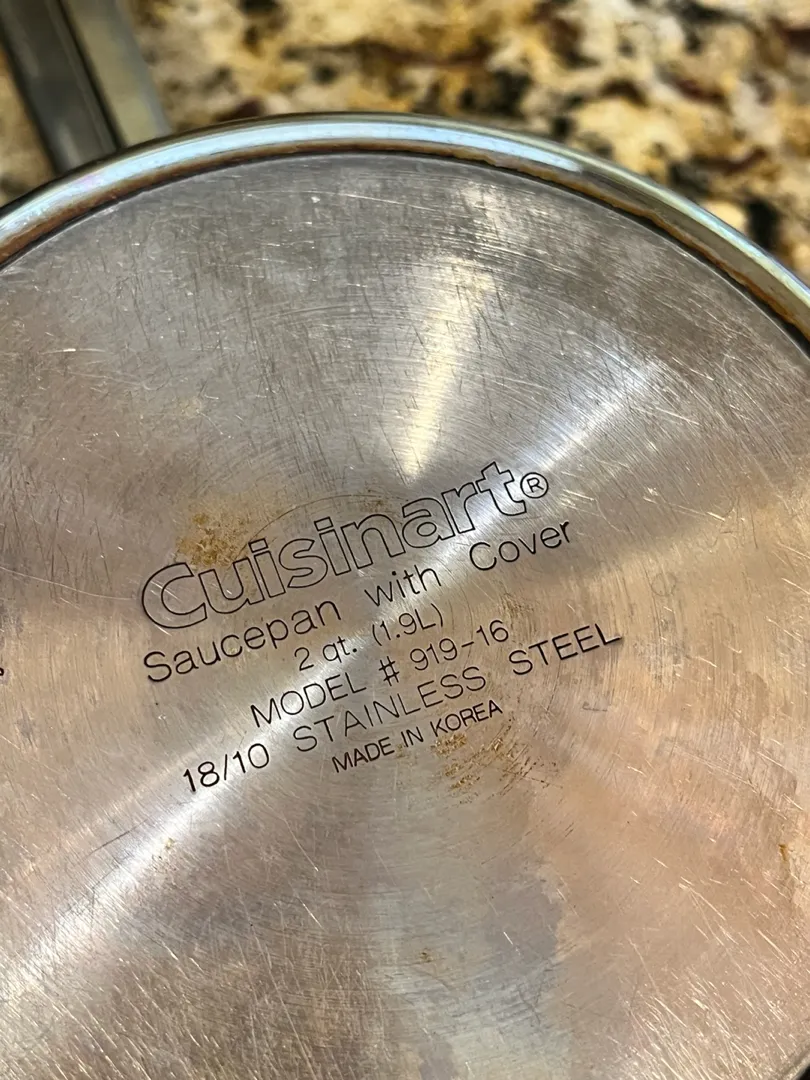 Cuisinart®
Saucepan with Cover
2 qt. (1.9L)
MODEL # 919-16
18/10 STAINLESS STEEL
MADE IN KOREA